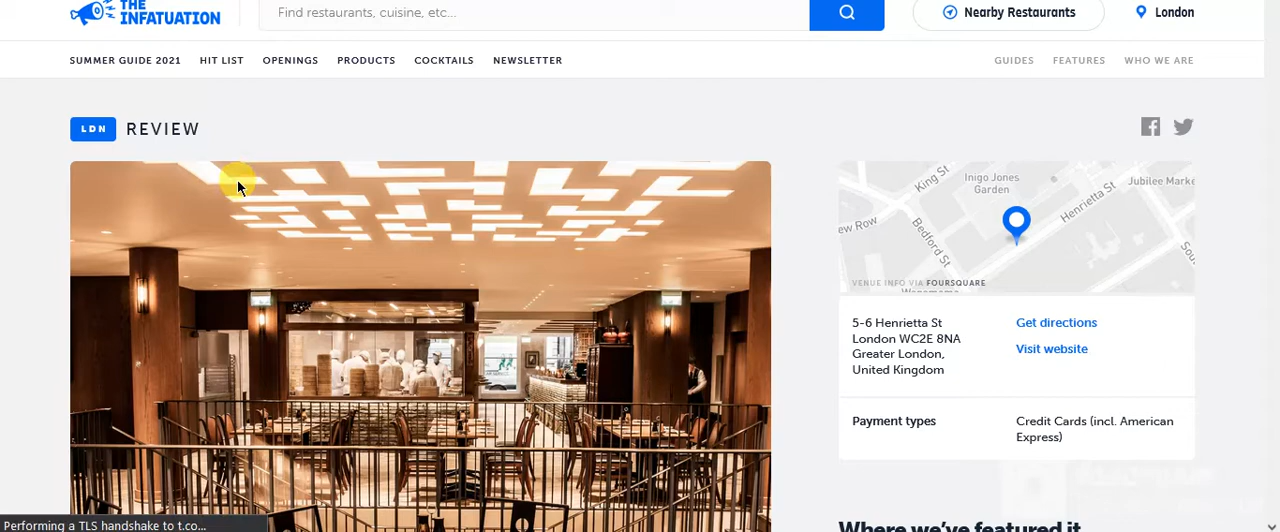 THE
INFATUATION
Find restaurants, cuisine, etc...
Nearby Restaurants
London
SUMMER GUIDE 2021
HIT LIST
OPENINGS
PRODUCTS
COCKTAILS
NEWSLETTER
GUIDES
FEATURES
WHO WE ARE
LDN
REVIEW
King St
Inigo Jones
Garden
Jubilee Marke
Henrietta St
ew Row
Bedford St
VENUE INFO VIA FOURSQUARE
5-6 Henrietta St
London WC2E 8NA
Greater London,
United Kingdom
Get directions
Visit website
Payment types
Credit Cards (incl. American
Express)
Where we've featured it
Performing a TLS handshake to t.co...